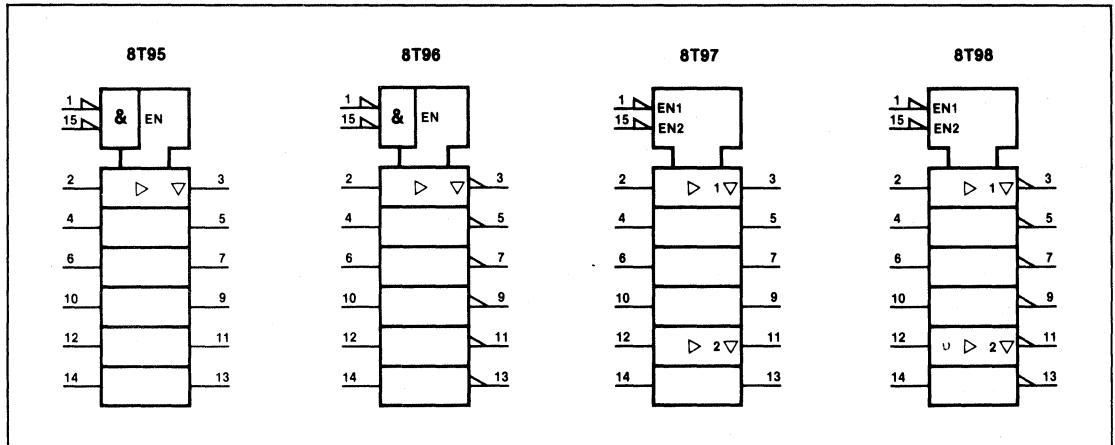 8T95 8T96 8T97 8T98
1 & EN 1 & EN 1 EN1 1 EN1
15 15 15 EN2 15 EN2
2 3 2 3 2 1 3 2 1 3
4 5 4 5 4 5 4 5
6 7 6 7 6 7 6 7
10 9 10 9 10 9 10 9
12 11 12 11 12 2 11 12 2 11
14 13 14 13 14 13 14 13